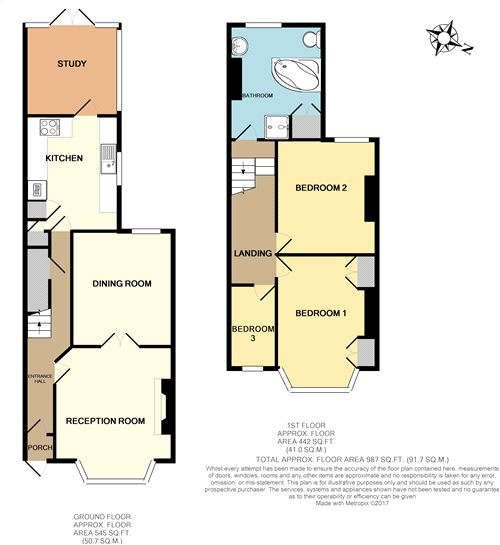 STUDY
KITCHEN
DINING ROOM
ENTRANCE
HALL
RECEPTION ROOM
PORCH
GROUND FLOOR
APPROX. FLOOR
AREA 545 SQ.FT.
(50.7 SQ.M.)
N
BATHROOM
BEDROOM 2
LANDING
BEDROOM 1
BEDROOM
3
1ST FLOOR
APPROX. FLOOR
AREA 442 SQ.FT.
(41.0 SQ.M.)
TOTAL APPROX. FLOOR AREA 987 SQ.FT. (91.7 SQ.M.)
Whilst every attempt has been made to ensure the accuracy of the floor plan contained here, measurements
of doors, windows, rooms and any other items are approximate and no responsibility is taken for any error,
omission, or mis-statement. This plan is for illustrative purposes only and should be used as such by any
prospective purchaser. The services, systems and appliances shown have not been tested and no guarantee
as to their operability or efficiency can be given
Made with Metropix ©2017